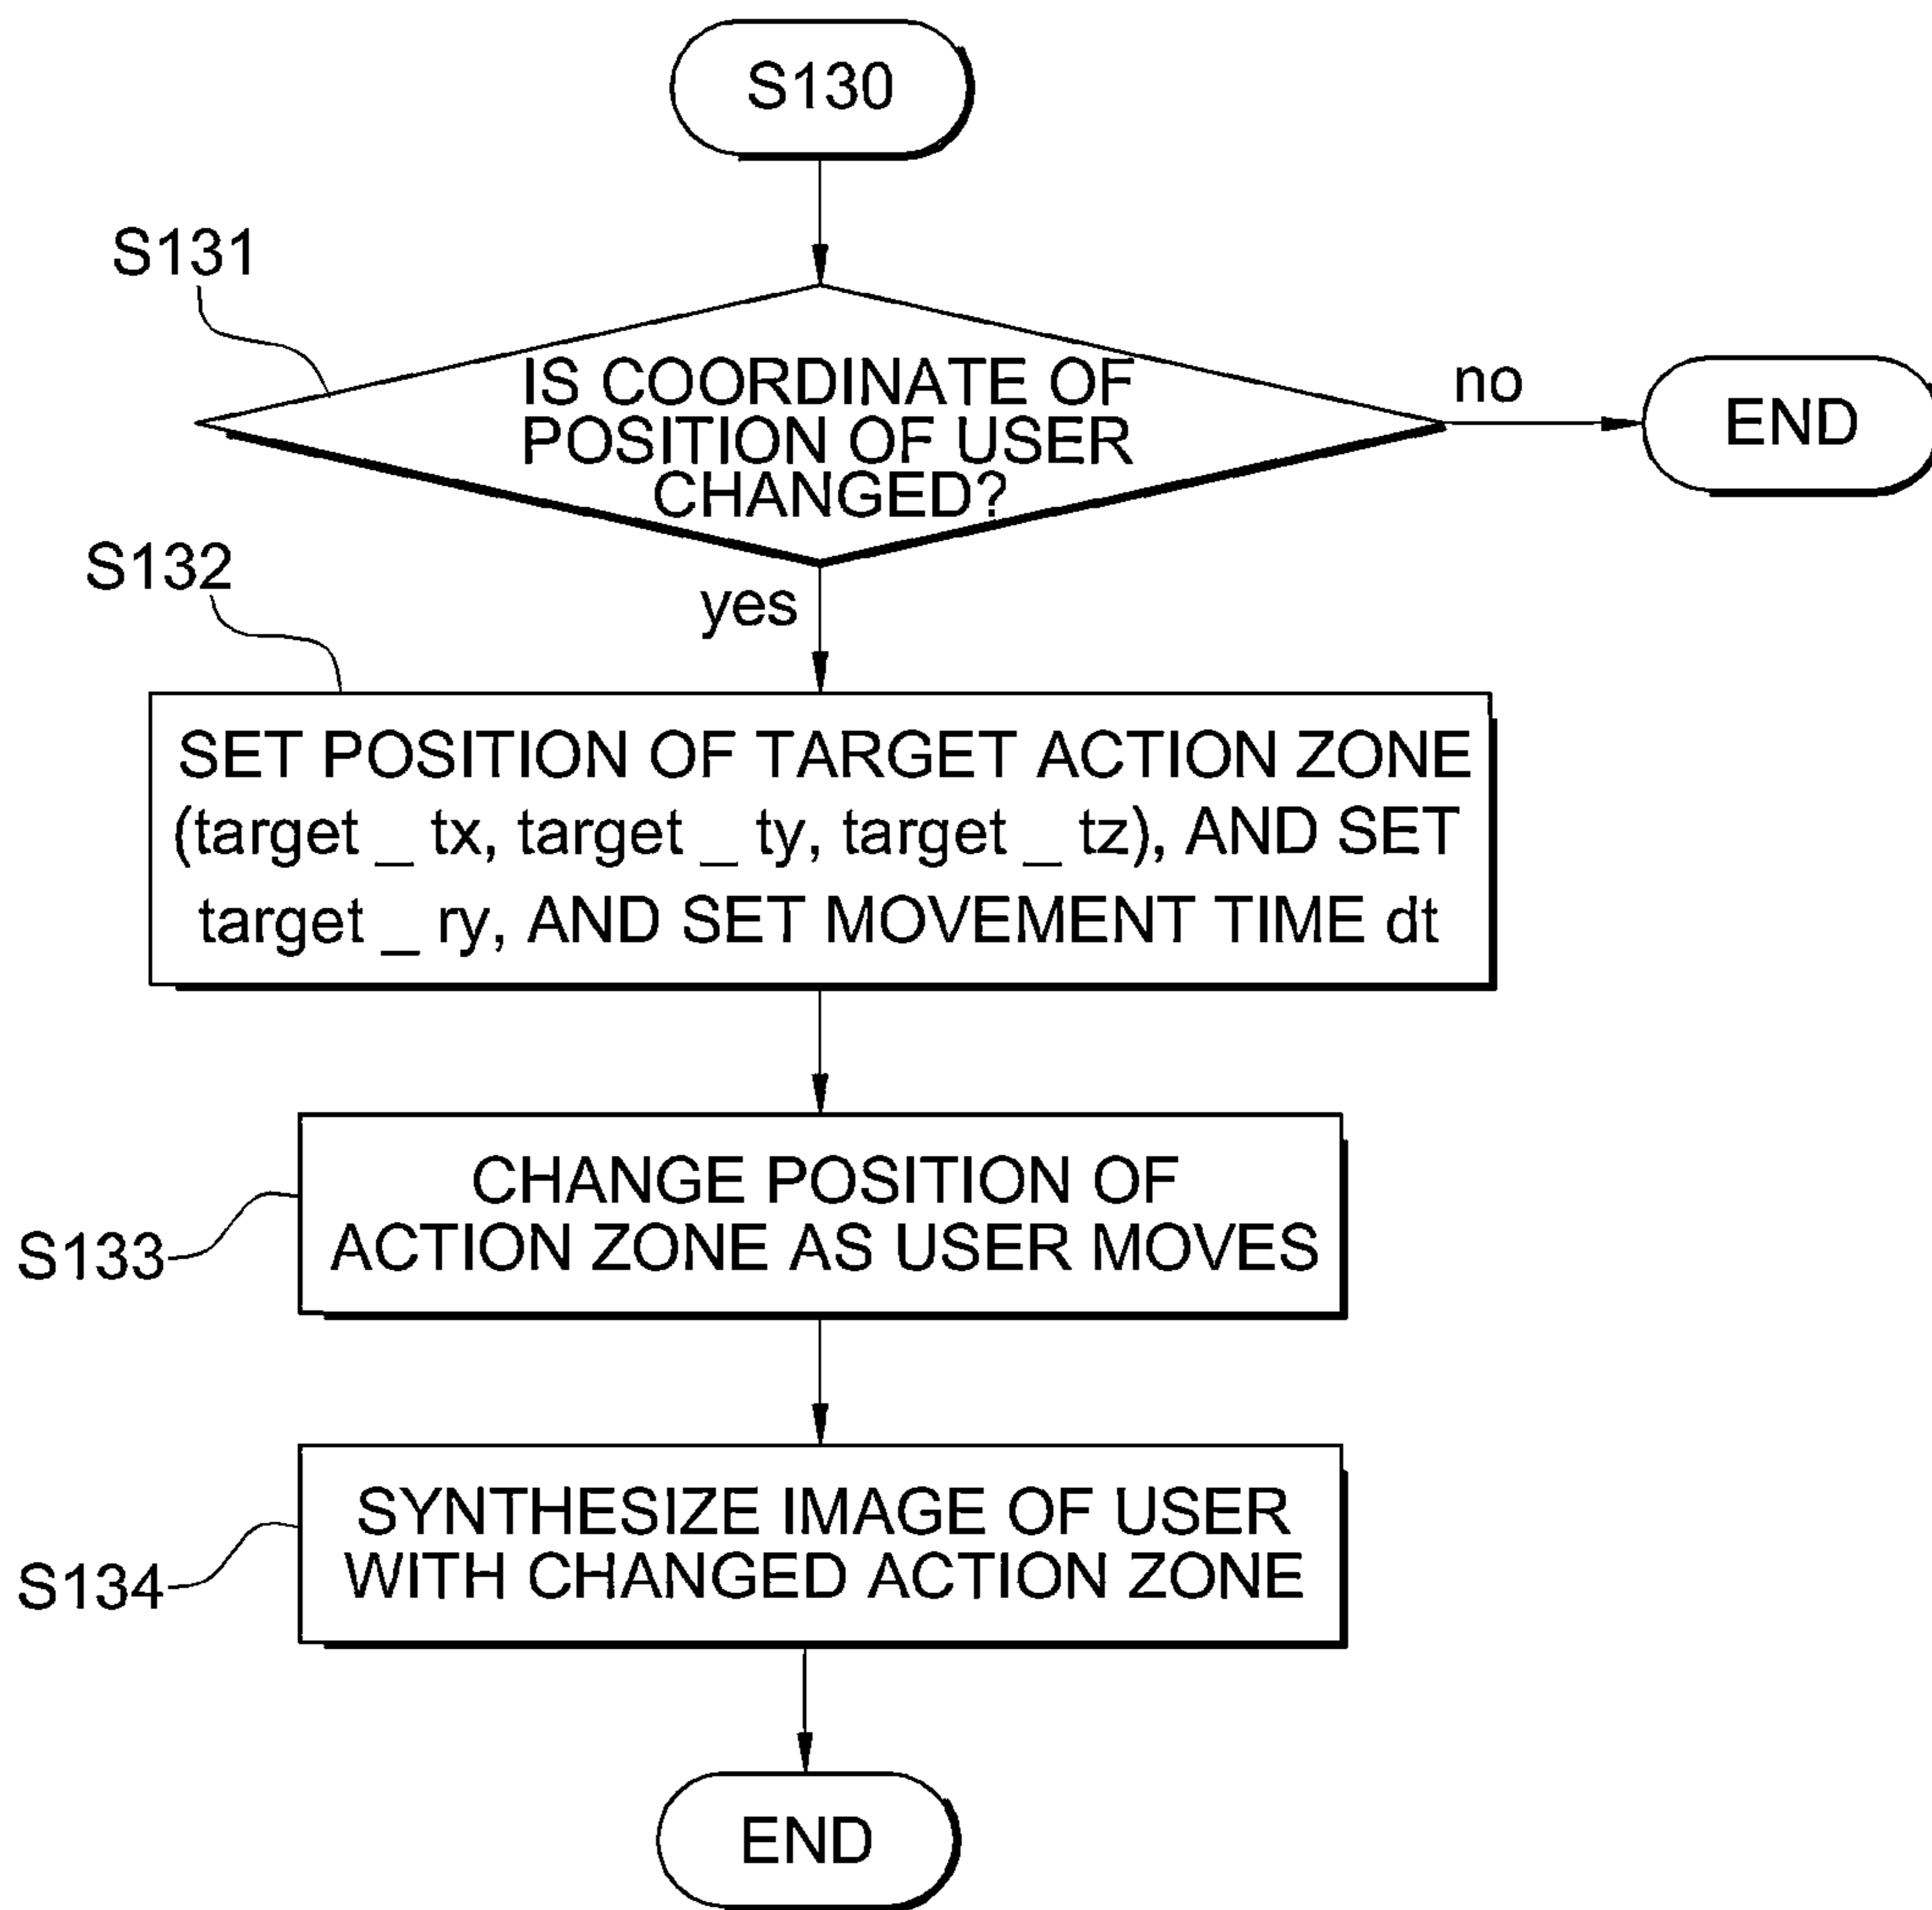 S130
S131
IS COORDINATE OF
POSITION OF USER
CHANGED?
no
END
S132
yes
SET POSITION OF TARGET ACTION ZONE
(target _ tx, target _ ty, target _ tz), AND SET
target _ ry, AND SET MOVEMENT TIME dt
S133
CHANGE POSITION OF
ACTION ZONE AS USER MOVES
S134
SYNTHESIZE IMAGE OF USER
WITH CHANGED ACTION ZONE
END